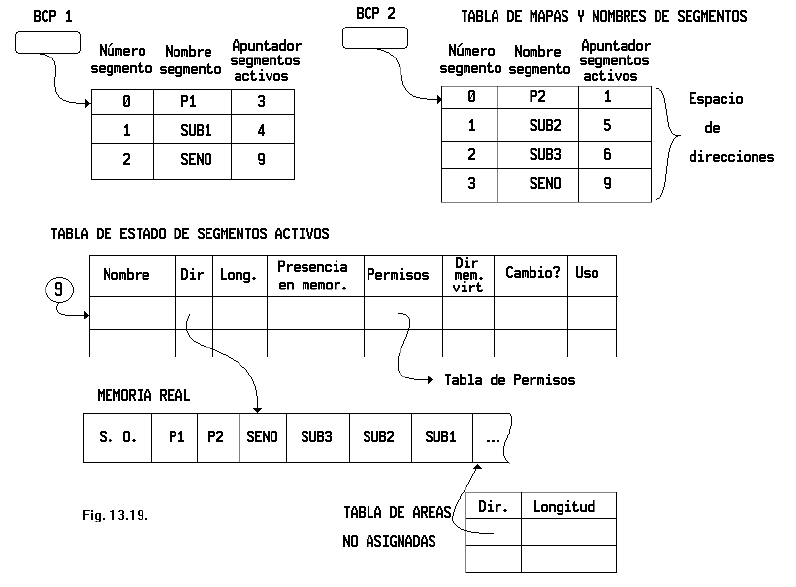 BCP 1
BCP 2
TABLA DE MAPAS Y NOMBRES DE SEGMENTOS
Número segmento
Nombre segmento
Apuntador segmentos activos
0 P1 3
1 SUB1 4
2 SENO 9
Número segmento
Nombre segmento
Apuntador segmentos activos
0 P2 1
1 SUB2 5
2 SUB3 6
3 SENO 9
Espacio
de
direcciones
TABLA DE ESTADO DE SEGMENTOS ACTIVOS
Nombre
Dir
Long.
Presencia en memor.
Permisos
Dir mem. virt
Cambio?
Uso
9
Tabla de Permisos
MEMORIA REAL
S. O. P1 P2 SENO SUB3 SUB2 SUB1 ...
Fig. 13.19.
TABLA DE AREAS
NO ASIGNADAS
Dir. Longitud